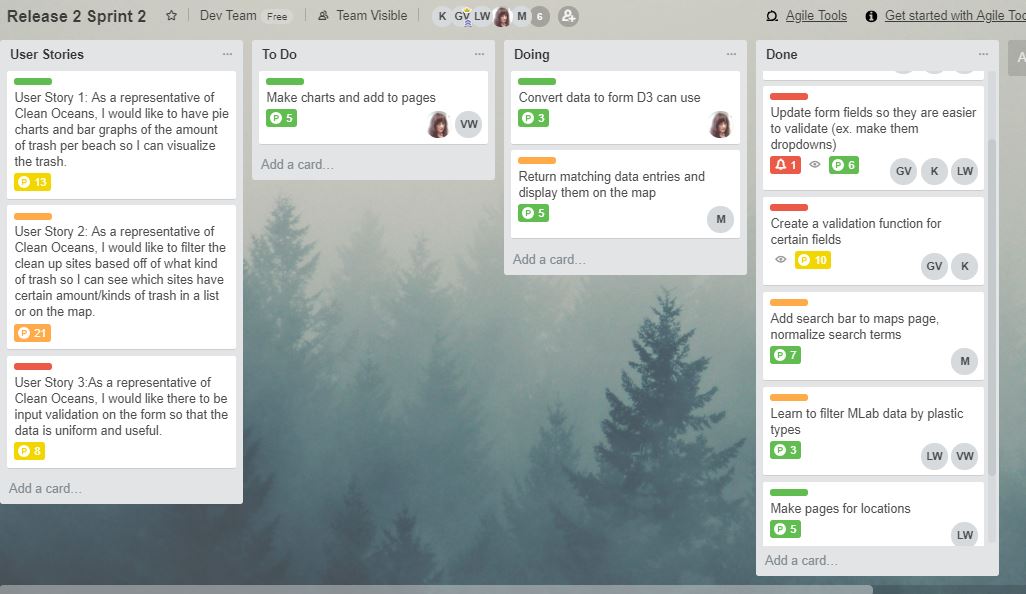 Release 2 Sprint 2
Dev Team Free
Team Visible
K GV LW M 6
Agile Tools
Get started with Agile Too
User Stories ...
User Story 1: As a representative of
Clean Oceans, I would like to have pie
charts and bar graphs of the amount
of trash per beach so I can visualize
the trash.
P 13
User Story 2: As a representative of
Clean Oceans, I would like to filter the
clean up sites based off of what kind
of trash so I can see which sites have
certain amount/kinds of trash in a list
or on the map.
P 21
User Story 3:As a representative of
Clean Oceans, I would like there to be
input validation on the form so that the
data is uniform and useful.
P 8
Add a card...
To Do ...
Make charts and add to pages
P 5
VW
Add a card...
Doing ...
Convert data to form D3 can use
P 3
Return matching data entries and
display them on the map
P 5
M
Add a card...
Done ...
Update form fields so they are easier
to validate (ex. make them
dropdowns)
1 P 6 GV K LW
Create a validation function for
certain fields
P 10 GV K
Add search bar to maps page,
normalize search terms
P 7
M
Learn to filter MLab data by plastic
types
P 3
LW VW
Make pages for locations
P 5
LW
Add a card...
A